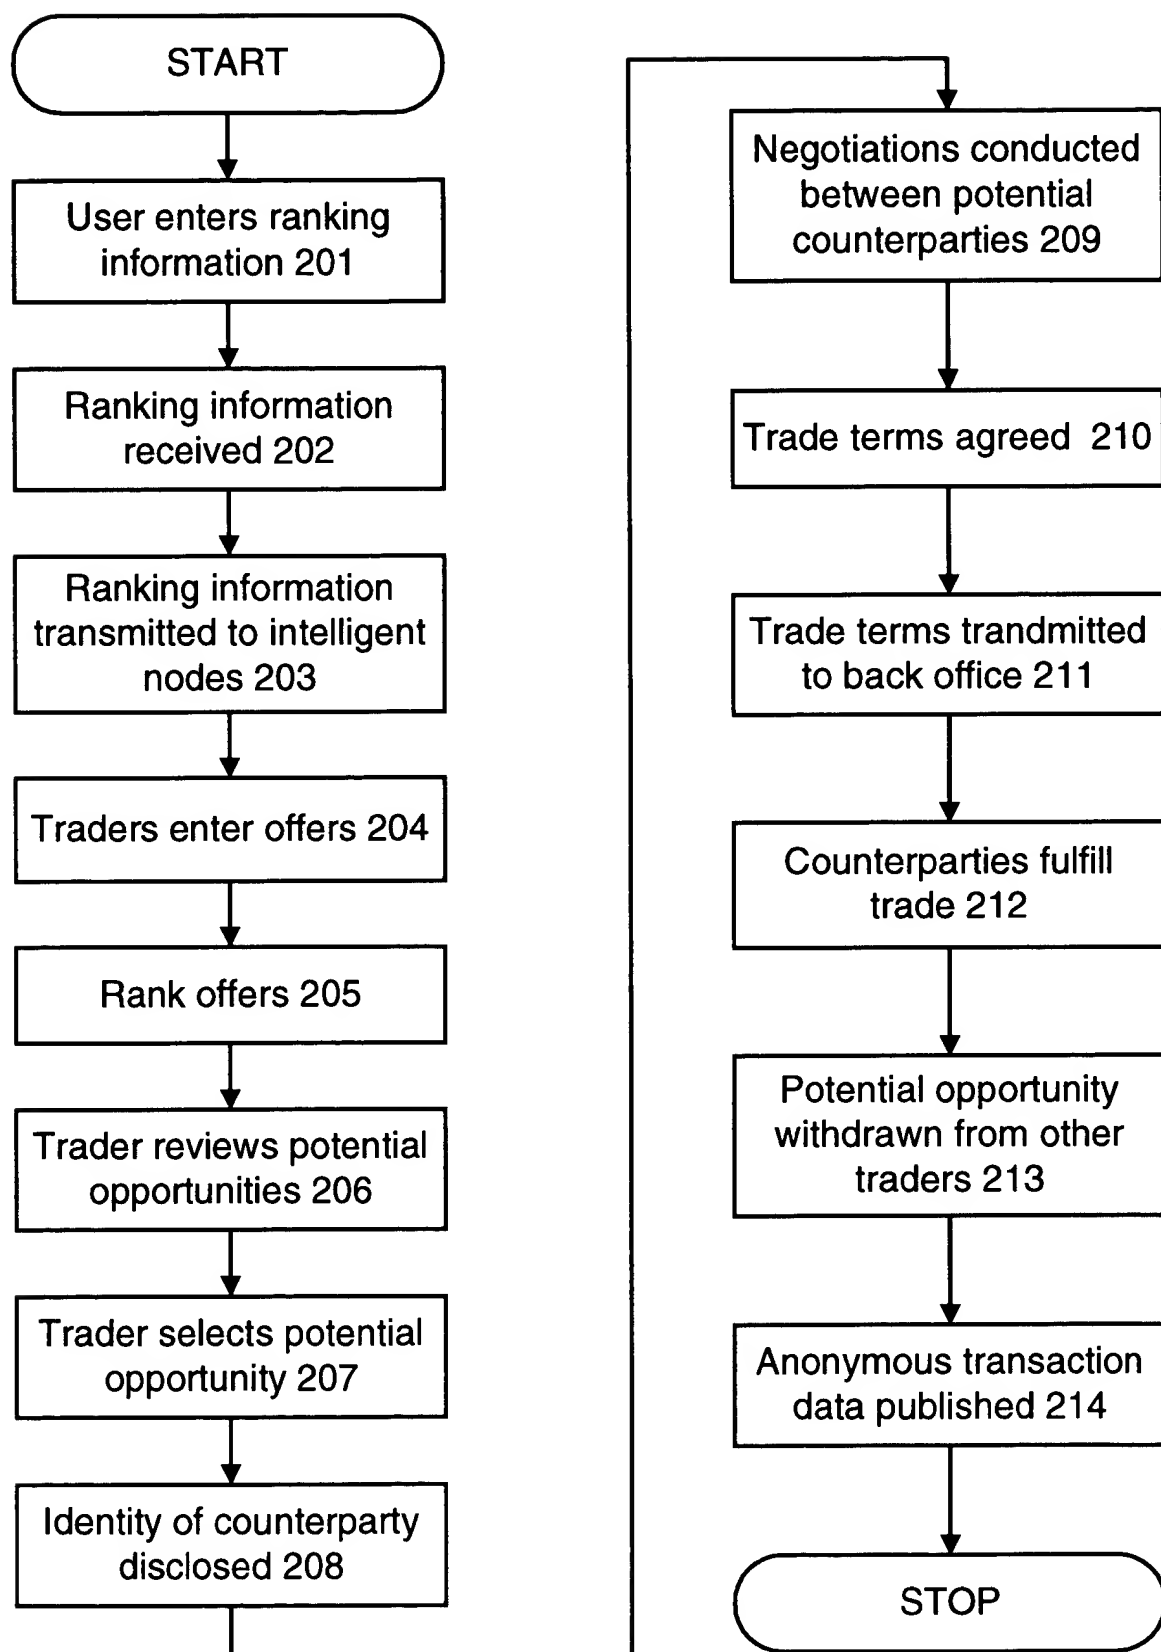 START
User enters ranking
information 201
Ranking information
received 202
Ranking information
transmitted to intelligent
nodes 203
Traders enter offers 204
Rank offers 205
Trader reviews potential
opportunities 206
Trader selects potential
opportunity 207
Identity of counterparty
disclosed 208
Negotiations conducted
between potential
counterparties 209
Trade terms agreed 210
Trade terms trandmitted
to back office 211
Counterparties fulfill
trade 212
Potential opportunity
withdrawn from other
traders 213
Anonymous transaction
data published 214
STOP